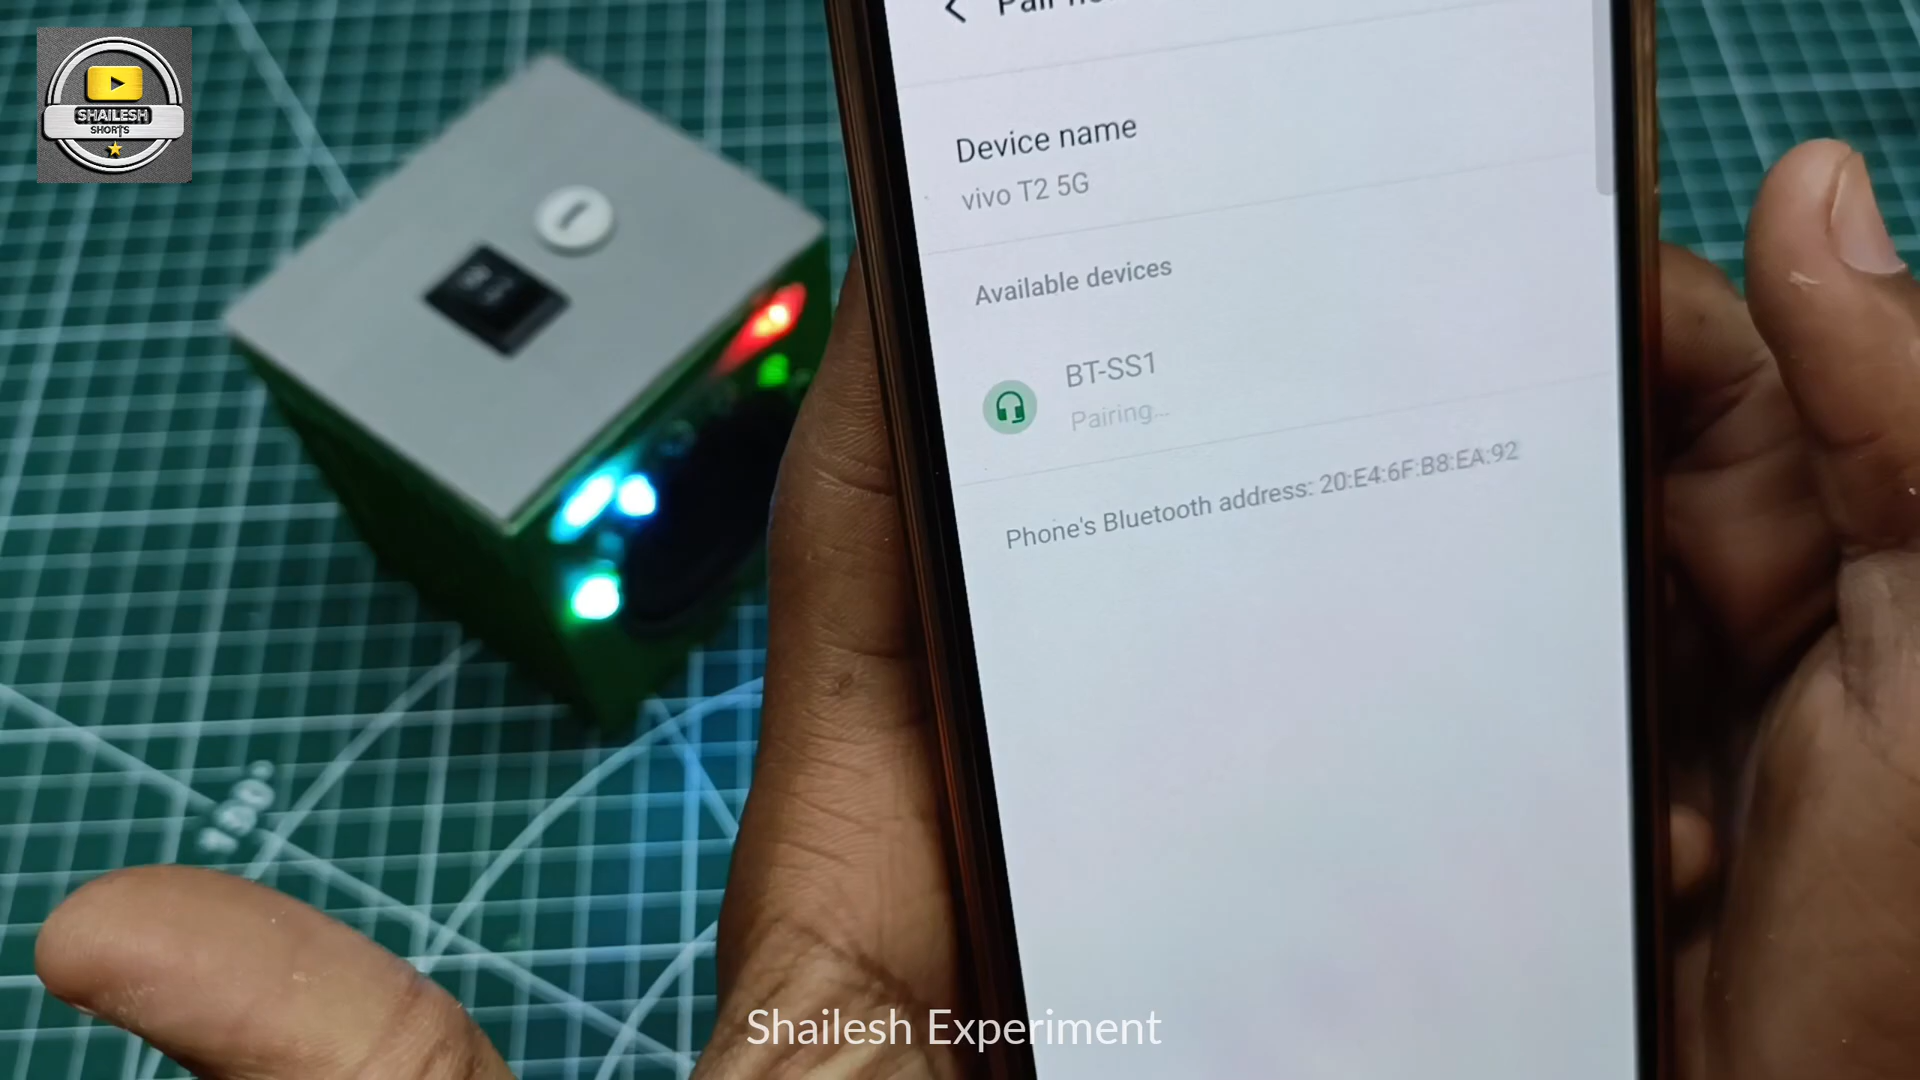 SHAILESH
SHORTS
Device name
vivo T2 5G
Available devices
BT-SS1
Pairing...
Phone's Bluetooth address: 20:E4:6F:B8:EA:92
150°
Shailesh Experiment